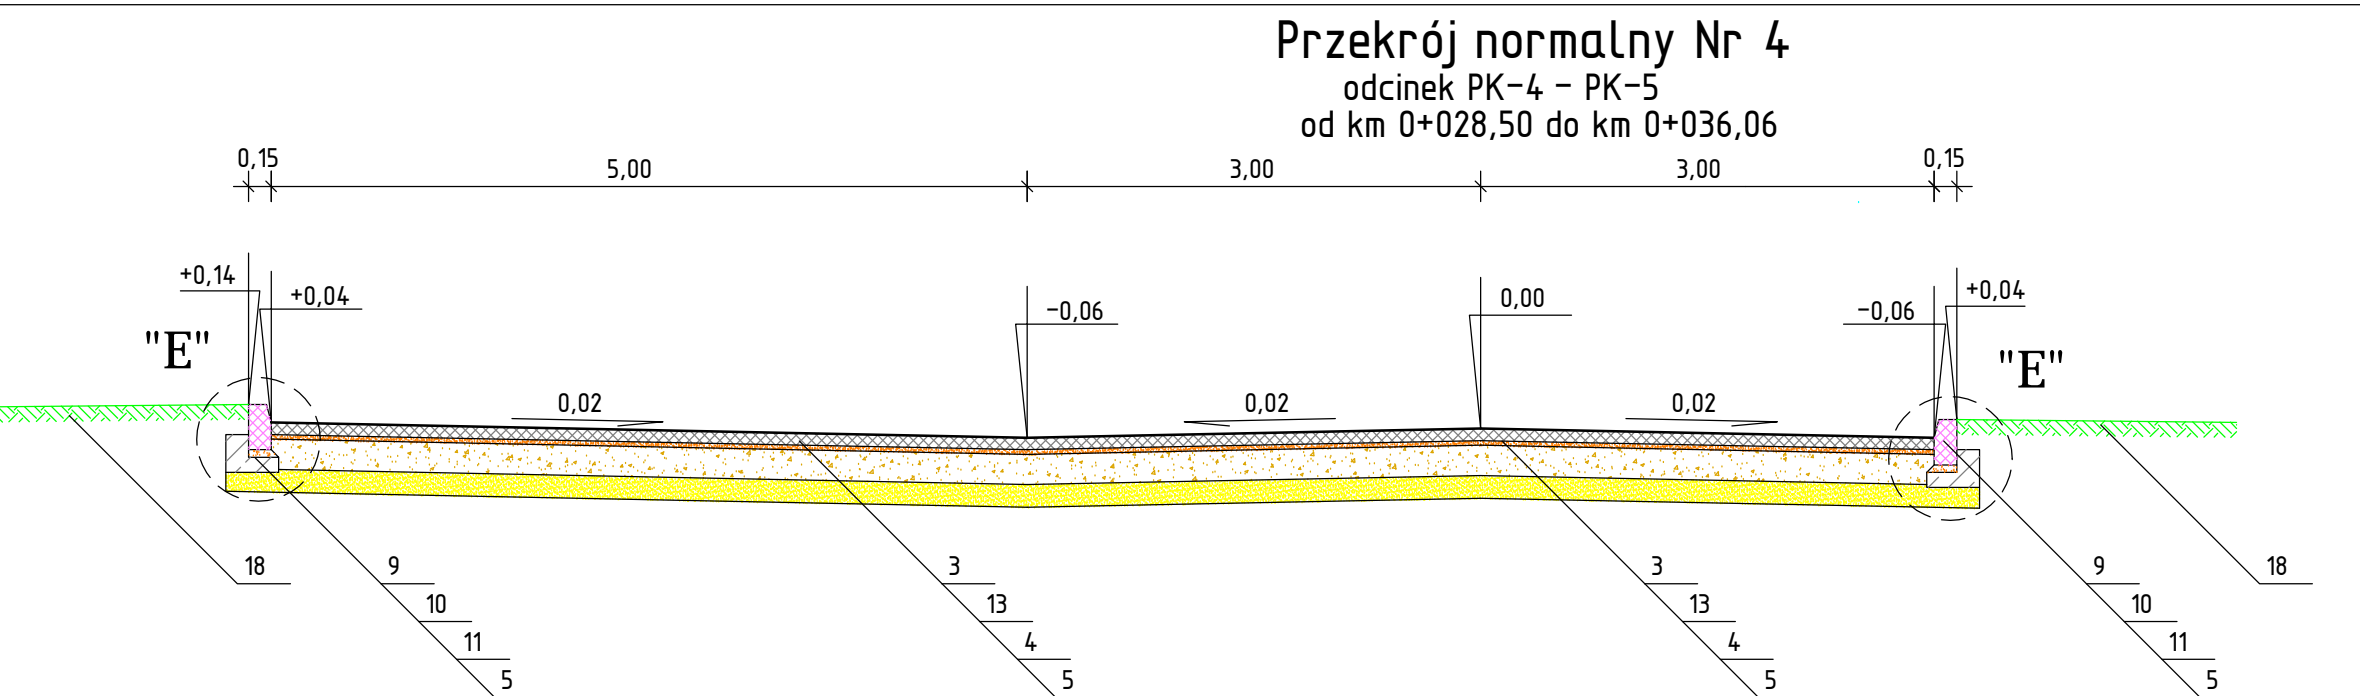 Przekrój normalny Nr 4
odcinek PK-4 - PK-5
od km 0+028,50 do km 0+036,06
0,15 5,00 3,00 3,00 0,15
+0,14 +0,04 -0,06 0,00 -0,06 +0,04
"E" "E"
0,02 0,02 0,02
18 9 3 3 9 18
10 13 13 10
11 4 4 11
5 5 5 5